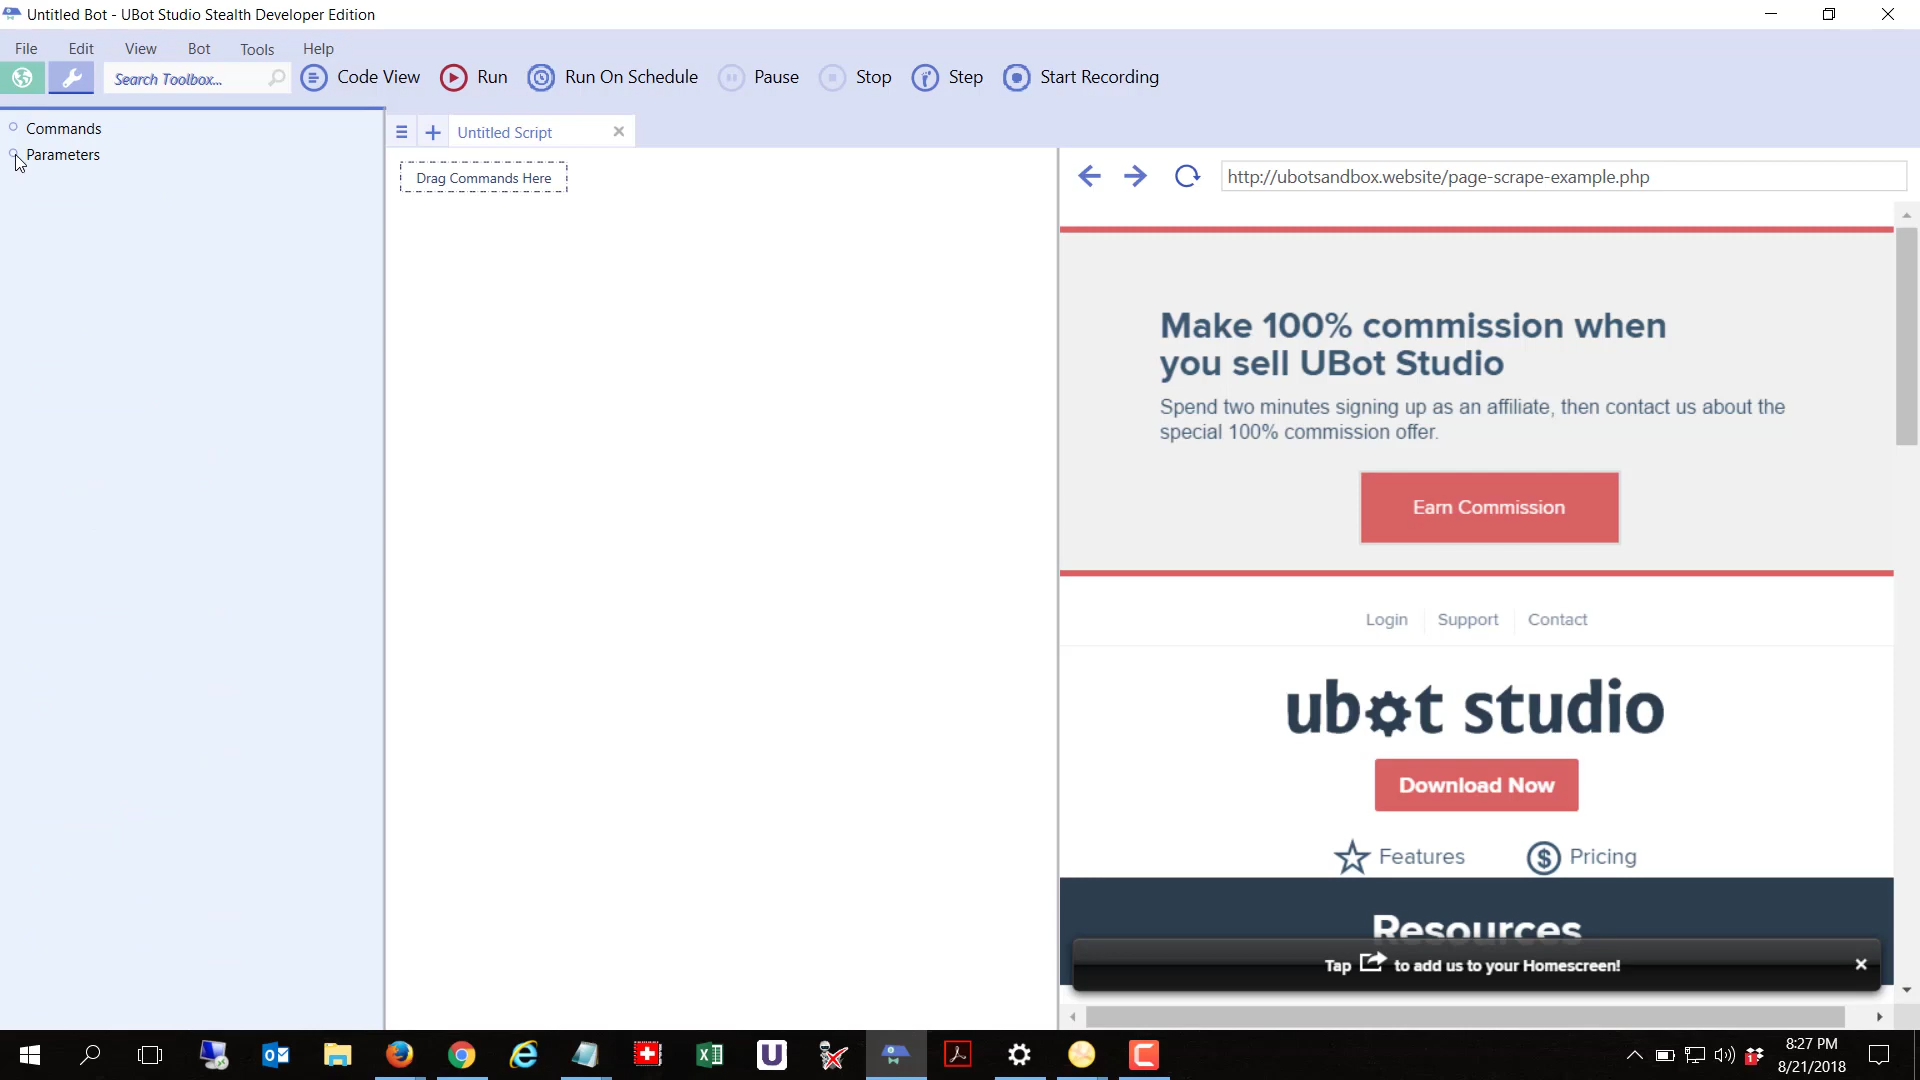 Untitled Bot - UBot Studio Stealth Developer Edition
File Edit View Bot Tools Help
Search Toolbox... Code View Run Run On Schedule Pause Stop Step Start Recording
Commands
Parameters
Untitled Script
Drag Commands Here
http://ubotsandbox.website/page-scrape-example.php
Make 100% commission when
you sell UBot Studio
Spend two minutes signing up as an affiliate, then contact us about the
special 100% commission offer.
Earn Commission
Login Support Contact
ubot studio
Download Now
Features Pricing
Resources
Tap to add us to your Homescreen!
8:27 PM
8/21/2018